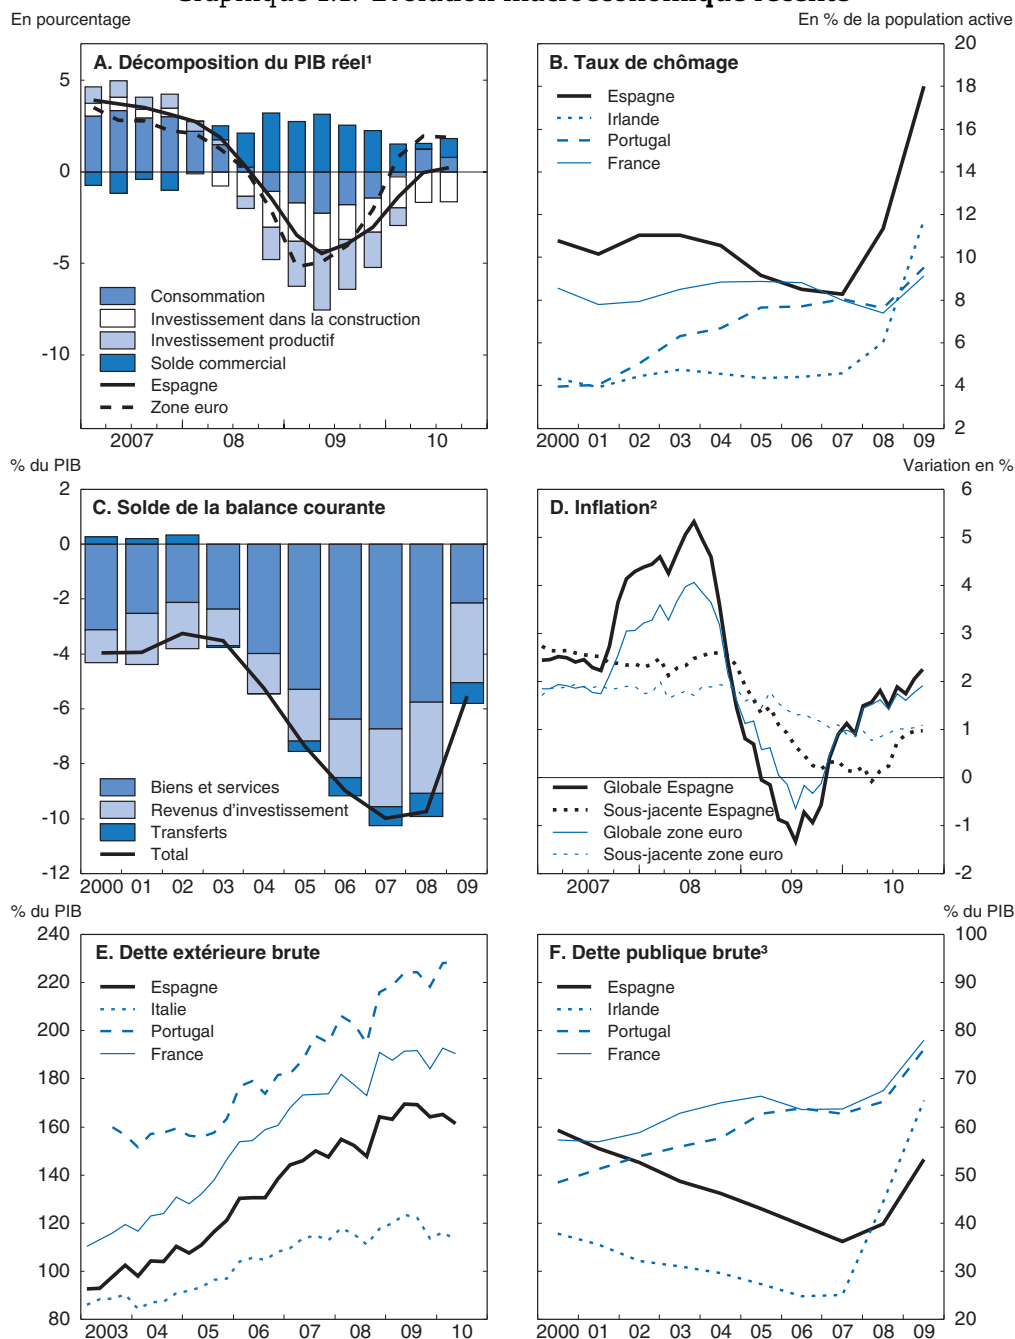 Graphique 1.1. Évolution macroéconomique récente
En pourcentage
En % de la population active
A. Décomposition du PIB réel¹
5
0
-5
-10
Consommation
Investissement dans la construction
Investissement productif
Solde commercial
Espagne
Zone euro
2007 08 09 10
B. Taux de chômage
Espagne
Irlande
Portugal
France
20
18
16
14
12
10
8
6
4
2
2000 01 02 03 04 05 06 07 08 09
% du PIB
Variation en %
C. Solde de la balance courante
2
0
-2
-4
-6
-8
-10
-12
Biens et services
Revenus d'investissement
Transferts
Total
2000 01 02 03 04 05 06 07 08 09
D. Inflation²
6
5
4
3
2
1
0
-1
-2
Globale Espagne
Sous-jacente Espagne
Globale zone euro
Sous-jacente zone euro
2007 08 09 10
% du PIB
% du PIB
E. Dette extérieure brute
240
220
200
180
160
140
120
100
80
Espagne
Italie
Portugal
France
2003 04 05 06 07 08 09 10
F. Dette publique brute³
Espagne
Irlande
Portugal
France
100
90
80
70
60
50
40
30
20
2000 01 02 03 04 05 06 07 08 09